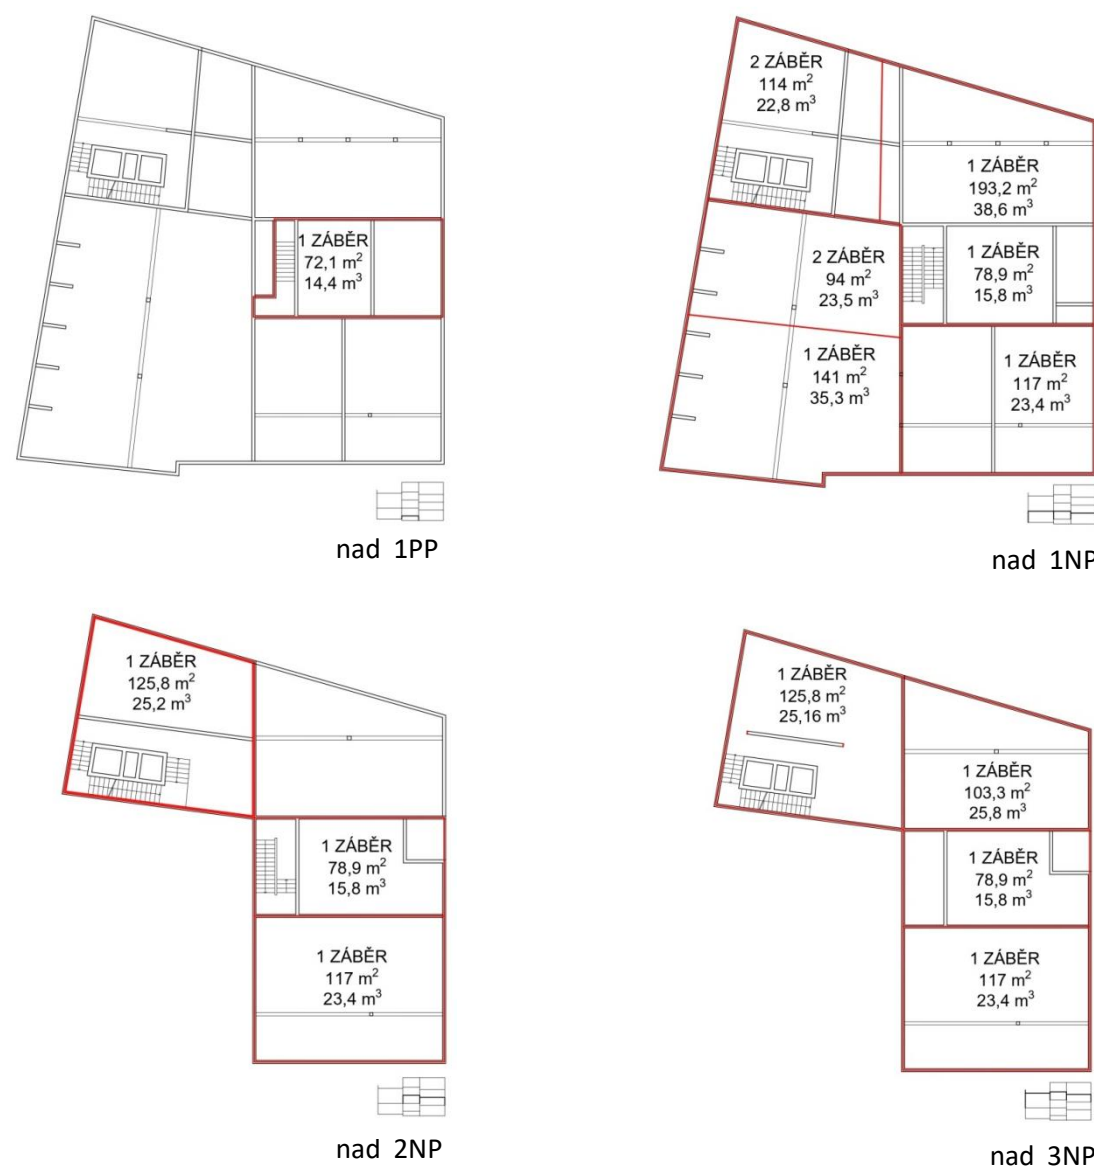 1 ZÁBĚR
72,1 m²
14,4 m³
nad 1PP
2 ZÁBĚR
114 m²
22,8 m³
1 ZÁBĚR
193,2 m²
38,6 m³
2 ZÁBĚR
94 m²
23,5 m³
1 ZÁBĚR
78,9 m²
15,8 m³
1 ZÁBĚR
141 m²
35,3 m³
1 ZÁBĚR
117 m²
23,4 m³
nad 1NP
1 ZÁBĚR
125,8 m²
25,2 m³
1 ZÁBĚR
78,9 m²
15,8 m³
1 ZÁBĚR
117 m²
23,4 m³
nad 2NP
1 ZÁBĚR
125,8 m²
25,16 m³
1 ZÁBĚR
103,3 m²
25,8 m³
1 ZÁBĚR
78,9 m²
15,8 m³
1 ZÁBĚR
117 m²
23,4 m³
nad 3NP